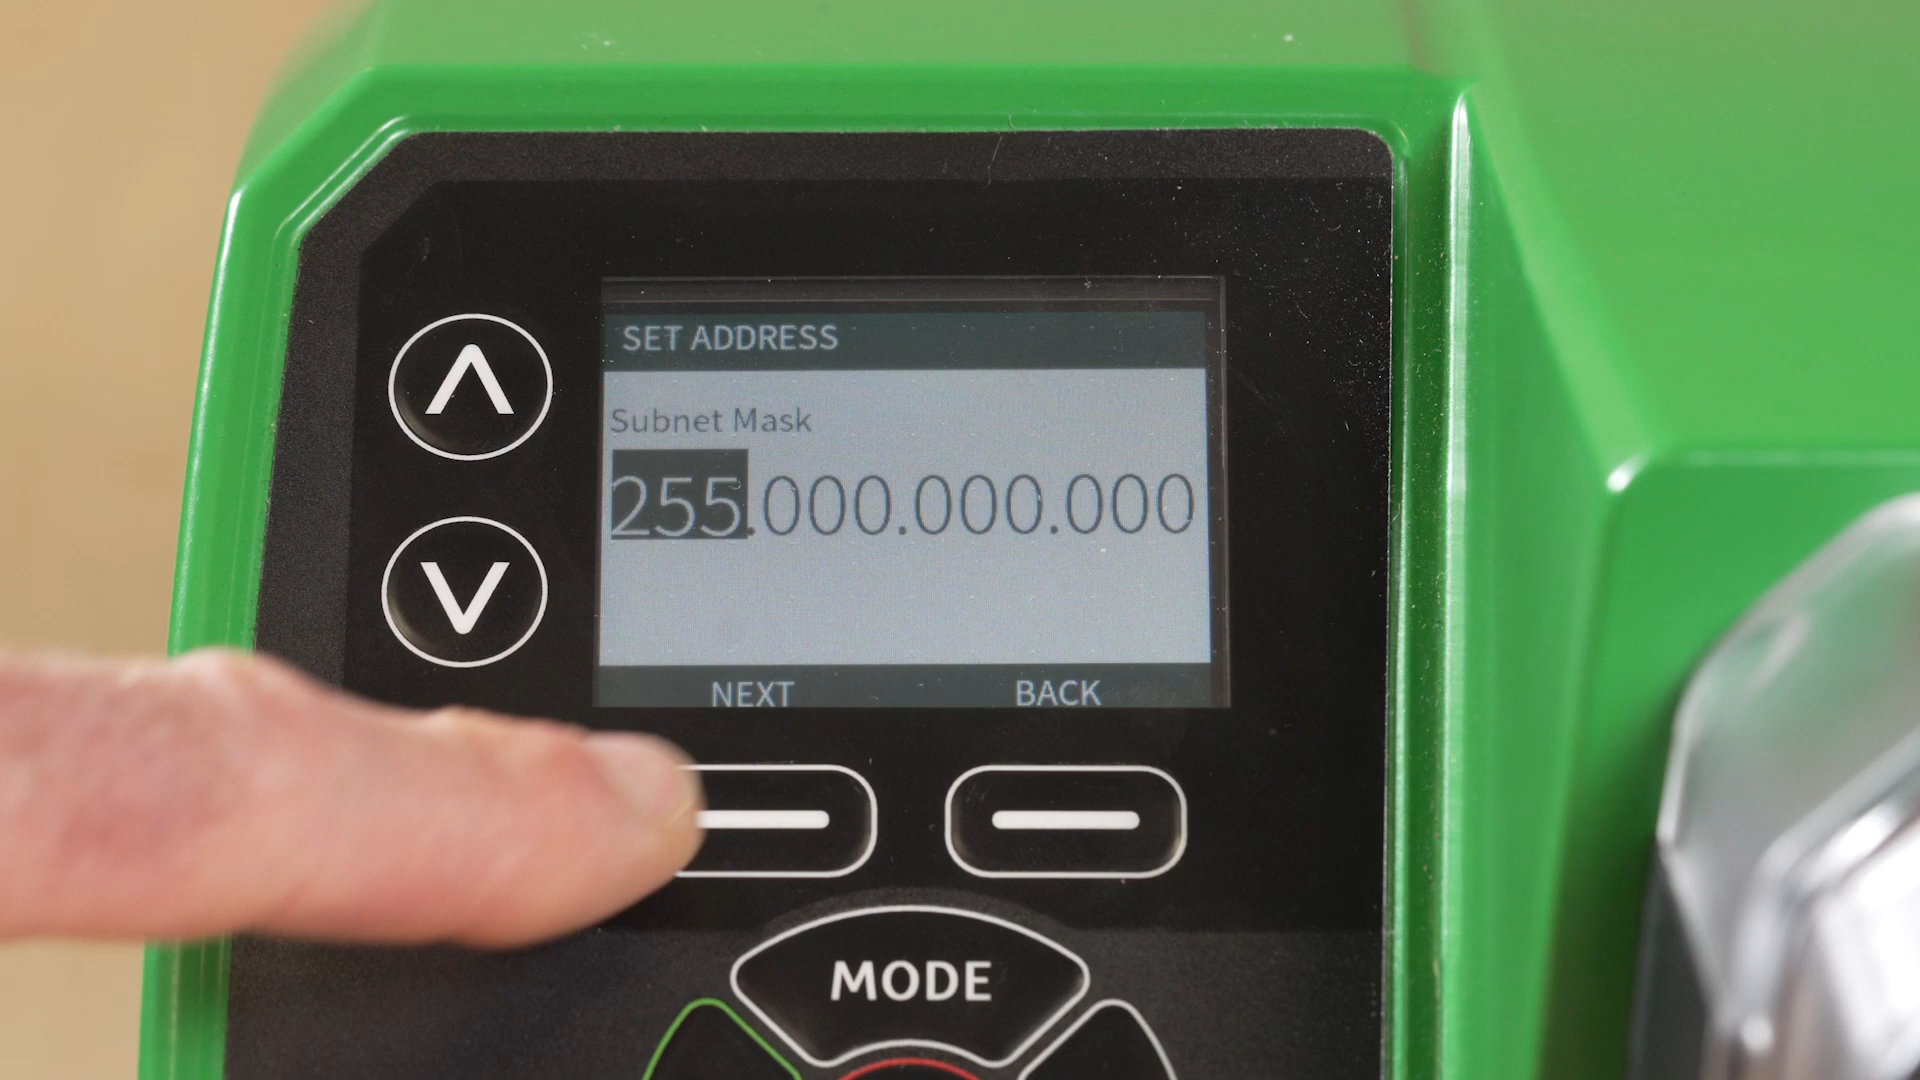 SET ADDRESS
Subnet Mask
255.000.000.000
NEXT BACK
MODE